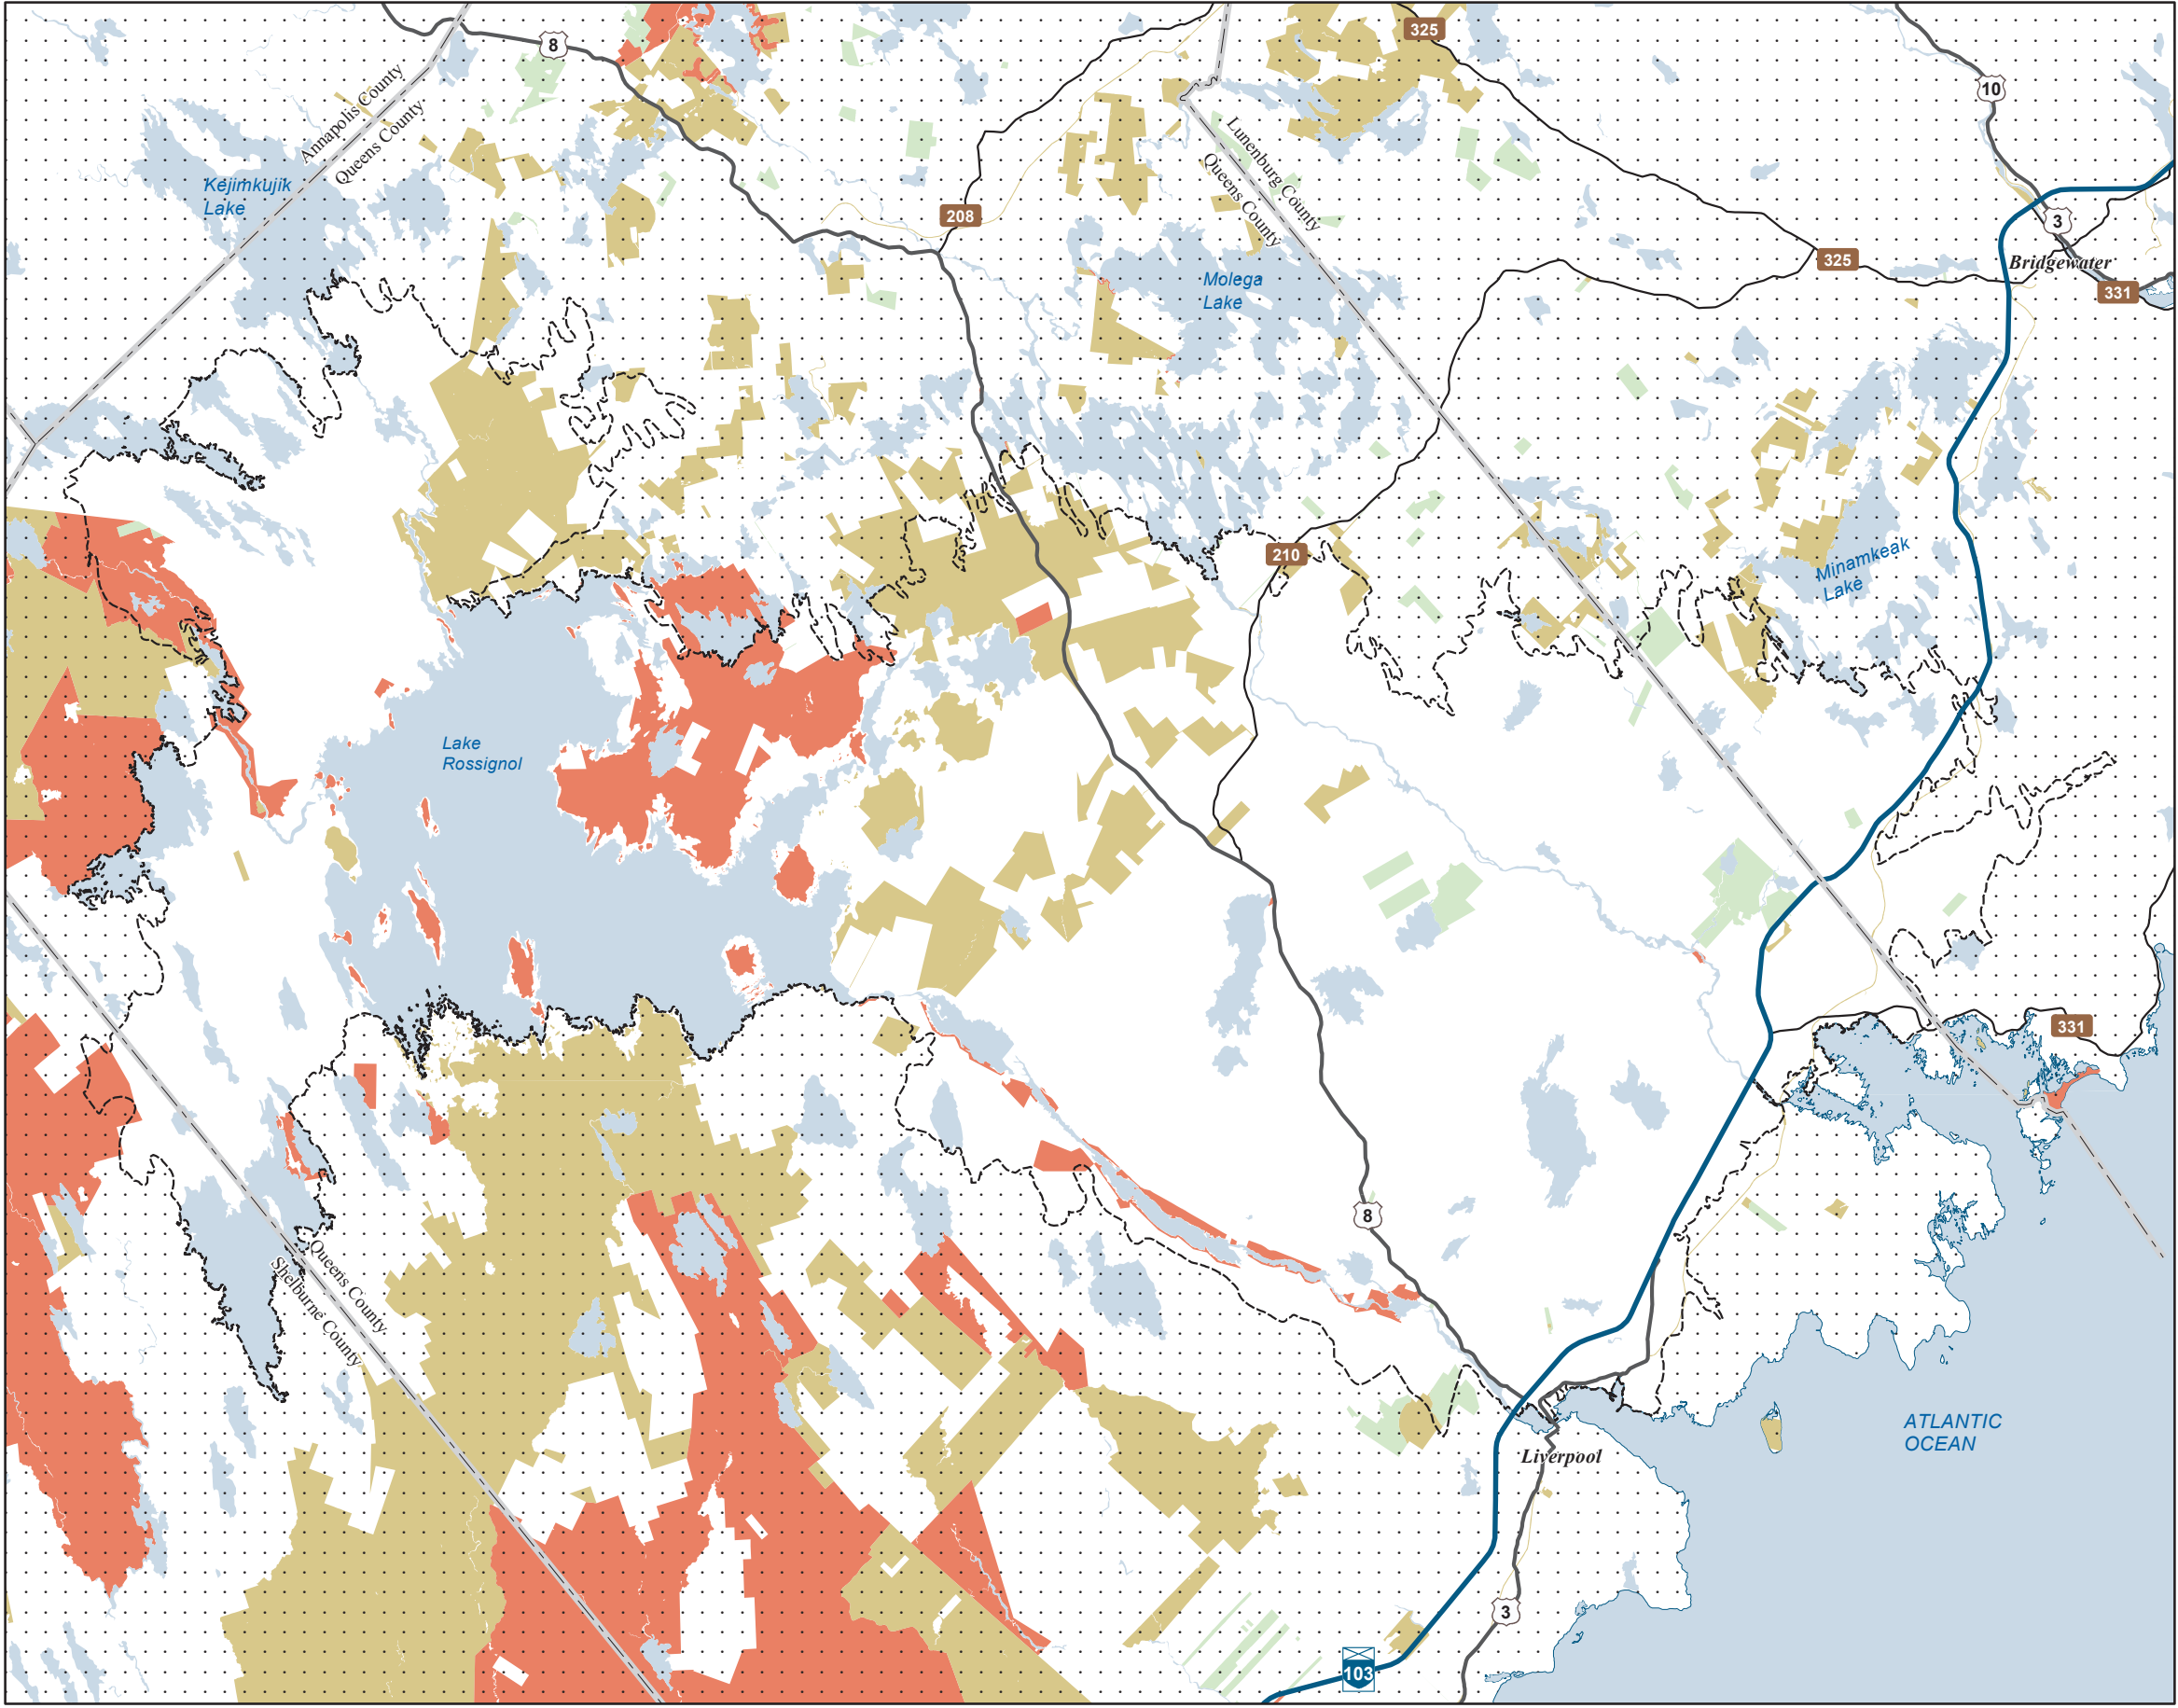 325
8
10
Annapolis County
Queens County
Lunenburg County
Queens County
Kejimkujik
Lake
208
3
325
Bridgewater
331
Molega
Lake
210
Minamkeak
Lake
Lake
Rossignol
331
8
Queens County
Shelburne County
ATLANTIC
OCEAN
Liverpool
3
103